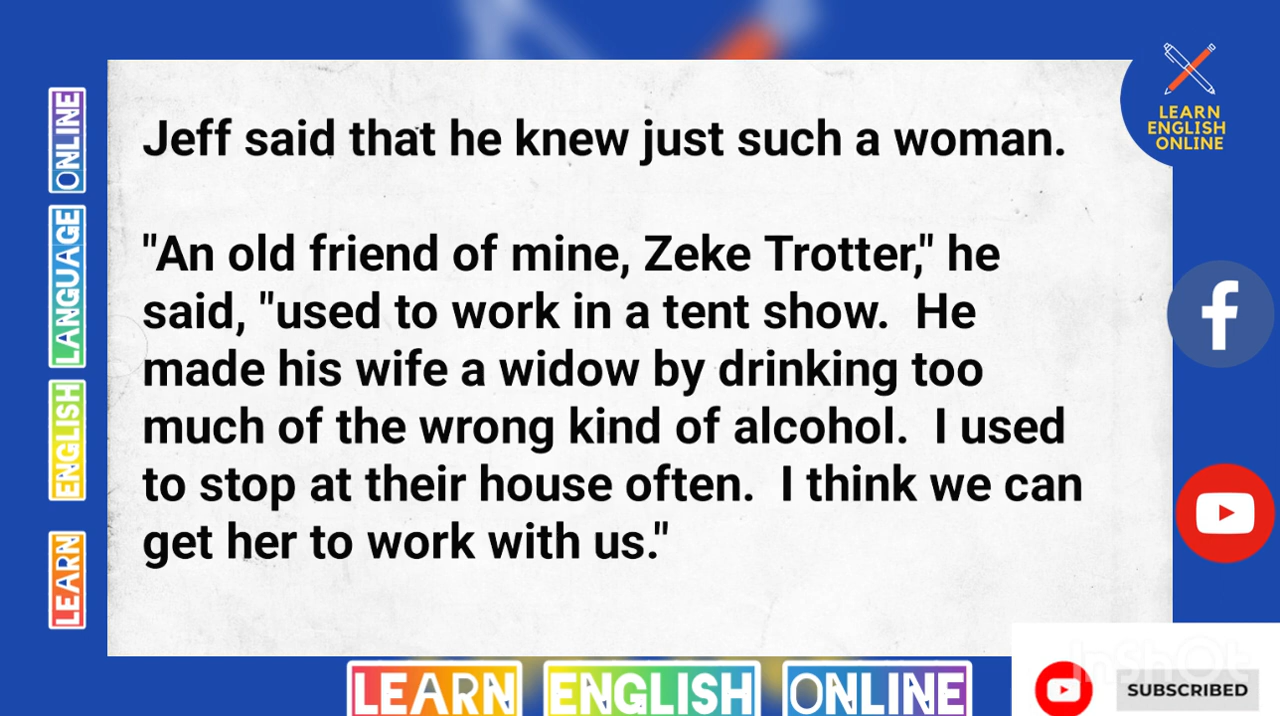 Jeff said that he knew just such a woman.
"An old friend of mine, Zeke Trotter," he
said, "used to work in a tent show.  He
made his wife a widow by drinking too
much of the wrong kind of alcohol.  I used
to stop at their house often.  I think we can
get her to work with us."
LEARN
ENGLISH
ONLINE
LEARN ENGLISH LANGUAGE ONLINE
f
LEARN ENGLISH ONLINE
InShOt
SUBSCRIBED